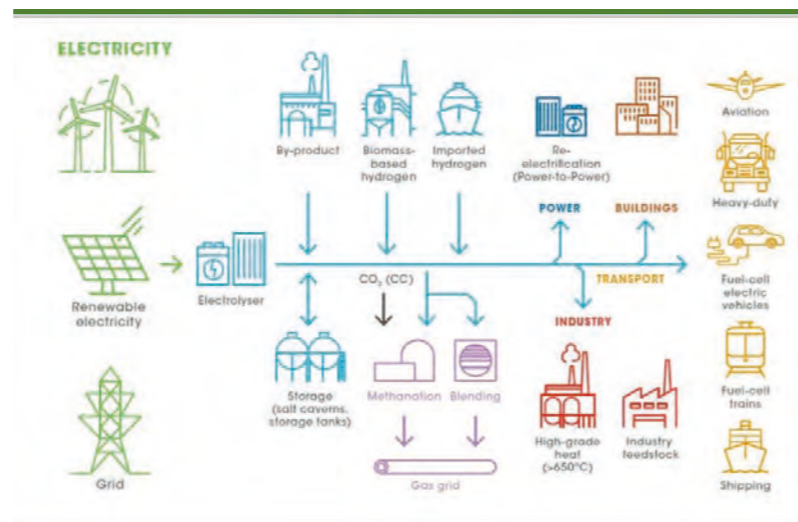 ELECTRICITY
By-product
Biomass-
based
hydrogen
Imported
hydrogen
Re-
electrification
(Power-to-Power)
Aviation
POWER
BUILDINGS
Heavy-duty
Renewable
electricity
Electrolyser
CO₂ (CC)
TRANSPORT
Fuel-cell
electric
vehicles
INDUSTRY
Storage
(salt caverns,
storage tanks)
Methanation
Blending
Fuel-cell
trains
High-grade
heat
(>650°C)
Industry
feedstock
Grid
Gas grid
Shipping